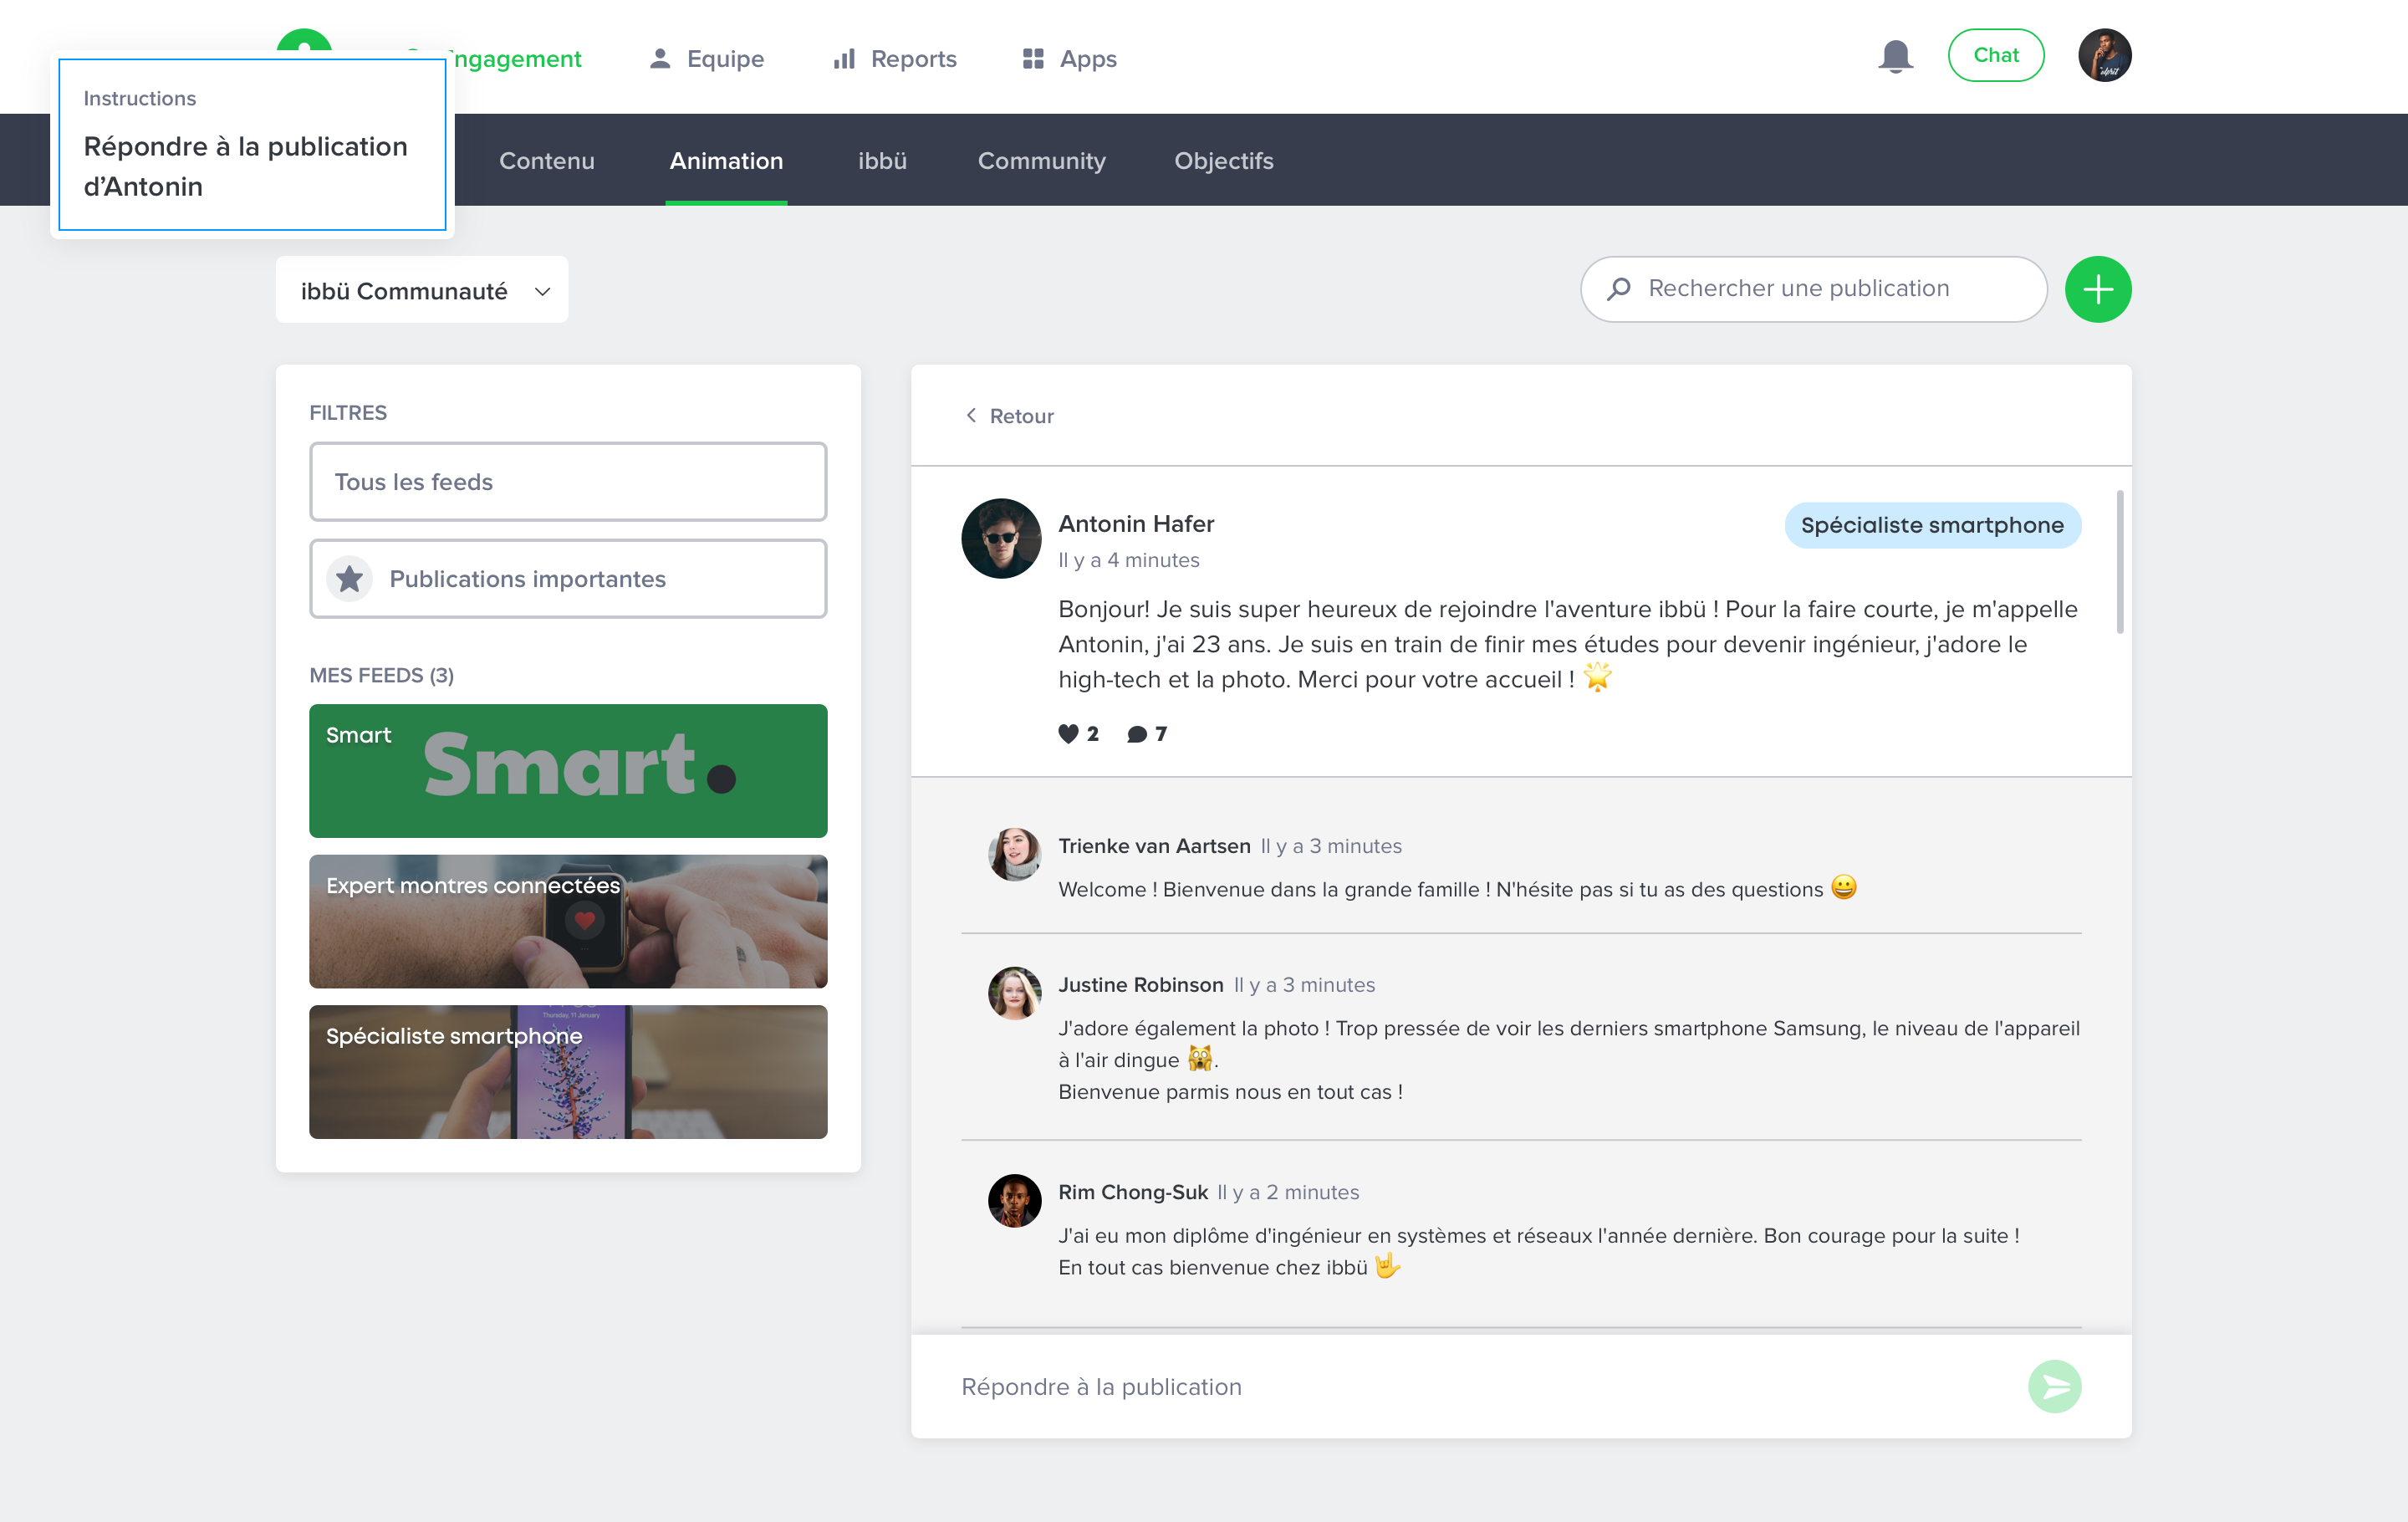 ngagement
Equipe
Reports
Apps
Chat
Instructions
Répondre à la publication
d’Antonin
Contenu
Animation
ibbü
Community
Objectifs
ibbü Communauté
Rechercher une publication
FILTRES
Tous les feeds
Publications importantes
MES FEEDS (3)
Smart
Smart.
Expert montres connectées
Thursday, 11 January
Spécialiste smartphone
Retour
Antonin Hafer
Spécialiste smartphone
Il y a 4 minutes
Bonjour! Je suis super heureux de rejoindre l'aventure ibbü ! Pour la faire courte, je m'appelle
Antonin, j'ai 23 ans. Je suis en train de finir mes études pour devenir ingénieur, j'adore le
high-tech et la photo. Merci pour votre accueil ! 🌟
2 7
Trienke van Aartsen Il y a 3 minutes
Welcome ! Bienvenue dans la grande famille ! N'hésite pas si tu as des questions 😀
Justine Robinson Il y a 3 minutes
J'adore également la photo ! Trop pressée de voir les derniers smartphone Samsung, le niveau de l'appareil
à l'air dingue 🙀.
Bienvenue parmis nous en tout cas !
Rim Chong-Suk Il y a 2 minutes
J'ai eu mon diplôme d'ingénieur en systèmes et réseaux l'année dernière. Bon courage pour la suite !
En tout cas bienvenue chez ibbü 🤟
Répondre à la publication